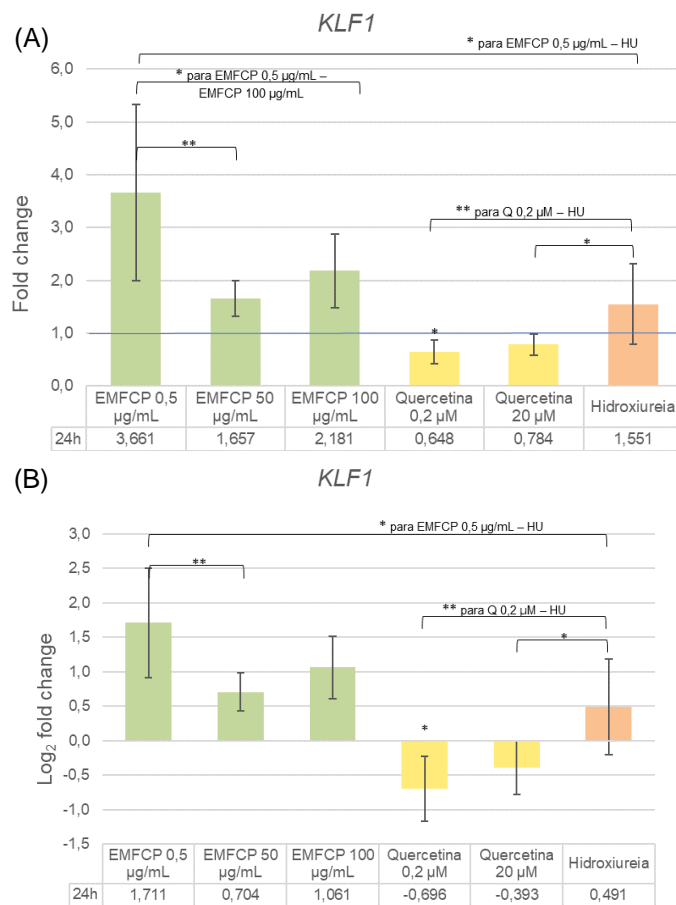 (A)
KLF1
* para EMFCP 0,5 µg/mL – HU
* para EMFCP 0,5 µg/mL –
EMFCP 100 µg/mL
**
** para Q 0,2 µM – HU
*
*
Fold change
6,0
5,0
4,0
3,0
2,0
1,0
0,0
EMFCP 0,5 µg/mL
EMFCP 50 µg/mL
EMFCP 100 µg/mL
Quercetina 0,2 µM
Quercetina 20 µM
Hidroxiureia
24h 3,661 1,657 2,181 0,648 0,784 1,551
(B)
KLF1
* para EMFCP 0,5 µg/mL – HU
**
** para Q 0,2 µM – HU
*
*
Log2 fold change
3,0
2,5
2,0
1,5
1,0
0,5
0,0
-0,5
-1,0
-1,5
EMFCP 0,5 µg/mL
EMFCP 50 µg/mL
EMFCP 100 µg/mL
Quercetina 0,2 µM
Quercetina 20 µM
Hidroxiureia
24h 1,711 0,704 1,061 -0,696 -0,393 0,491